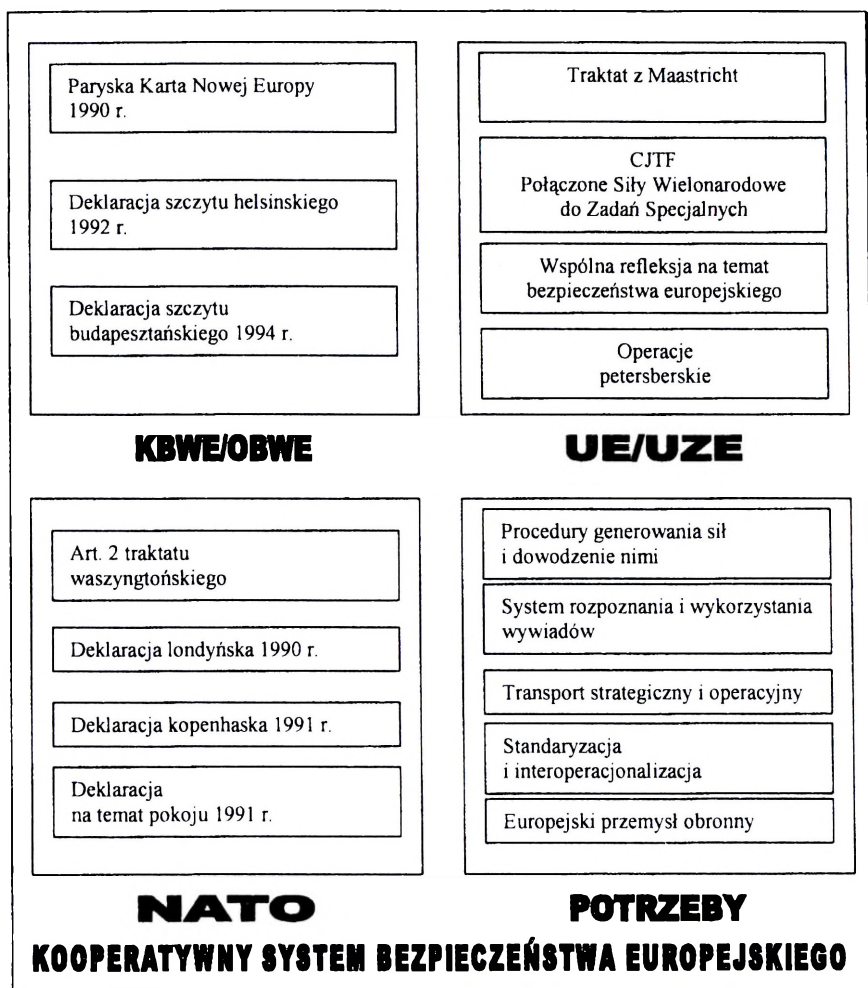 Paryska Karta Nowej Europy
1990 r.
Deklaracja szczytu helsinskiego
1992 r.
Deklaracja szczytu
budapesztańskiego 1994 r.
KBWE/OBWE
Traktat z Maastricht
CJTF
Połączone Siły Wielonarodowe
do Zadań Specjalnych
Wspólna refleksja na temat
bezpieczeństwa europejskiego
Operacje
petersberskie
UE/UZE
Art. 2 traktatu
waszyngtońskiego
Deklaracja londyńska 1990 r.
Deklaracja kopenhaska 1991 r.
Deklaracja
na temat pokoju 1991 r.
NATO
Procedury generowania sił
i dowodzenie nimi
System rozpoznania i wykorzystania
wywiadów
Transport strategiczny i operacyjny
Standaryzacja
i interoperacjonalizacja
Europejski przemysł obronny
POTRZEBY
KOOPERATYWNY SYSTEM BEZPIECZEŃSTWA EUROPEJSKIEGO